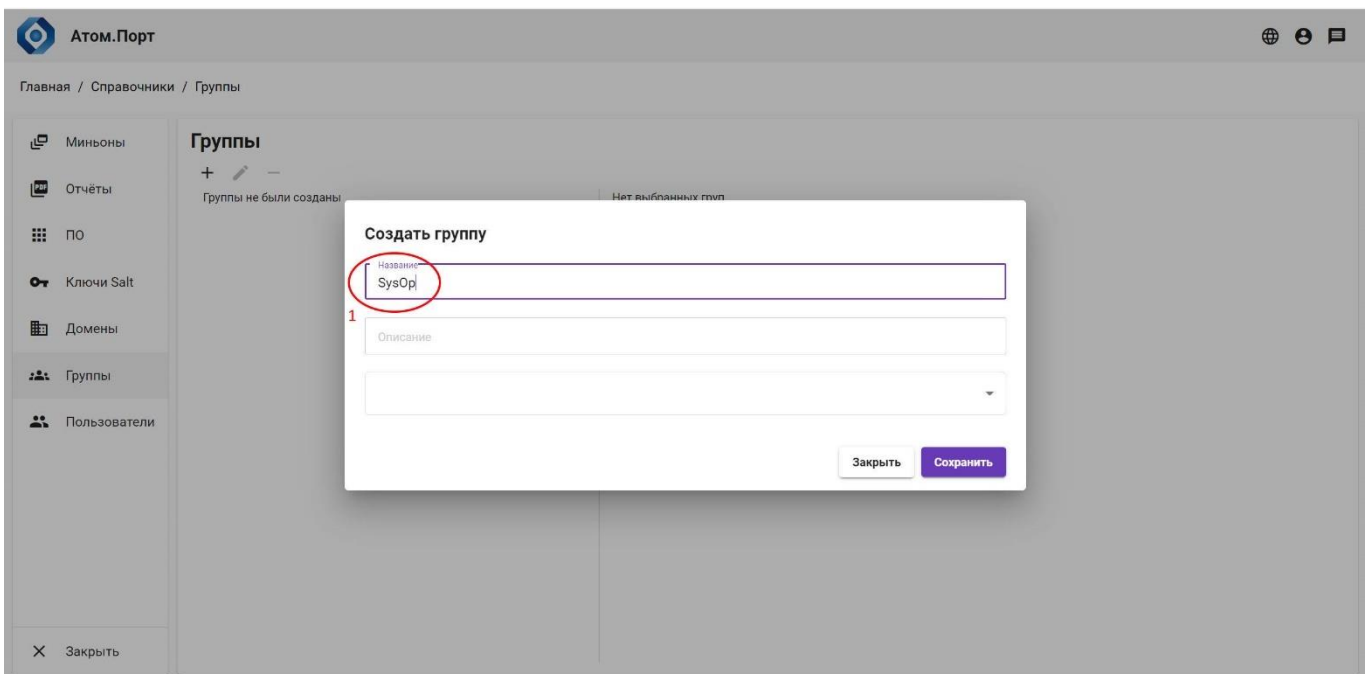 Атом.Порт
Главная / Справочники / Группы
Миньоны
Отчёты
ПО
Ключи Salt
Домены
Группы
Пользователи
Закрыть
Группы
Группы не были созданы
Нет выбранных груп
Создать группу
Название
SysOp
1
Описание
Закрыть
Сохранить